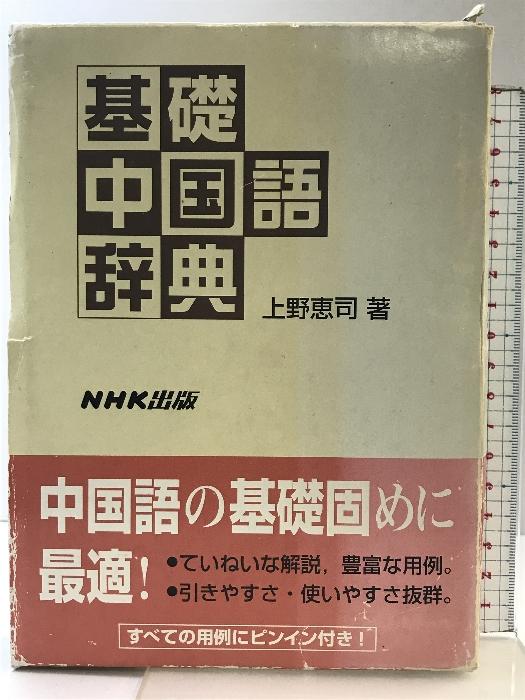 基礎
中国語
辞典
上野恵司 著
NHK出版
中国語の基礎固めに
最適!
●ていねいな解説，豊富な用例。
●引きやすさ・使いやすさ抜群。
すべての用例にピンイン付き!